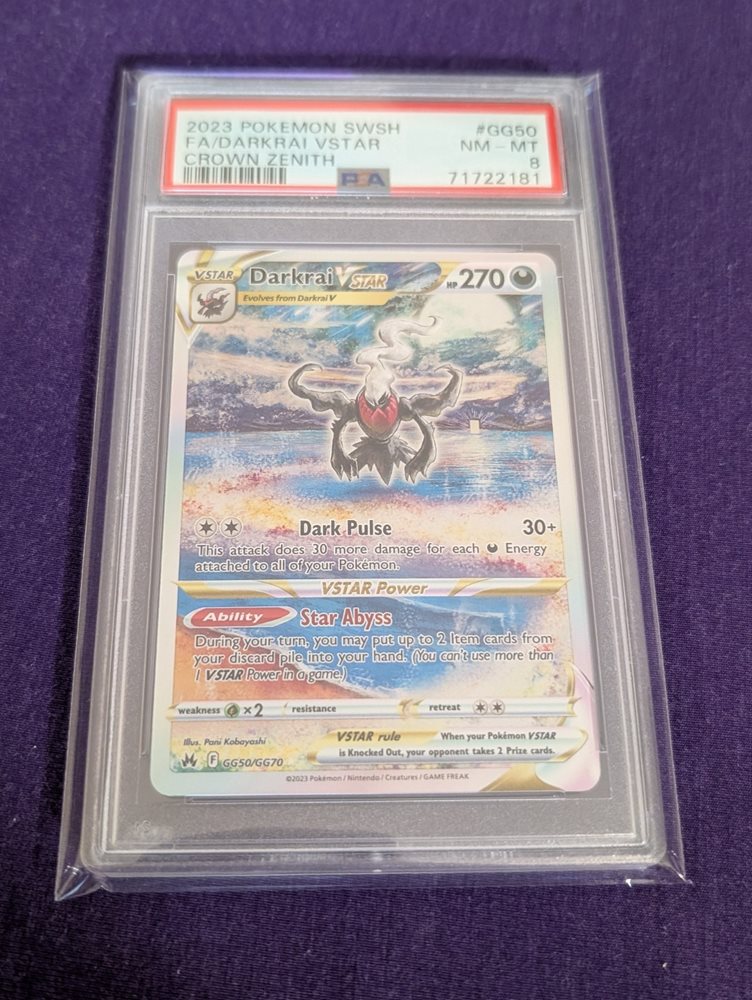 2023 POKEMON SWSH #GG50
FA/DARKRAI VSTAR NM - MT
CROWN ZENITH 8
PSA 71722181
VSTAR Darkrai VSTAR HP 270
Evolves from Darkrai V
Dark Pulse 30+
This attack does 30 more damage for each Energy
attached to all of your Pokémon.
VSTAR Power
Ability Star Abyss
During your turn, you may put up to 2 Item cards from
your discard pile into your hand. (You can't use more than
1 VSTAR Power in a game.)
weakness ×2 resistance retreat
Illus. Pani Kobayashi VSTAR rule When your Pokémon VSTAR
is Knocked Out, your opponent takes 2 Prize cards.
F GG50/GG70
©2023 Pokémon / Nintendo / Creatures / GAME FREAK